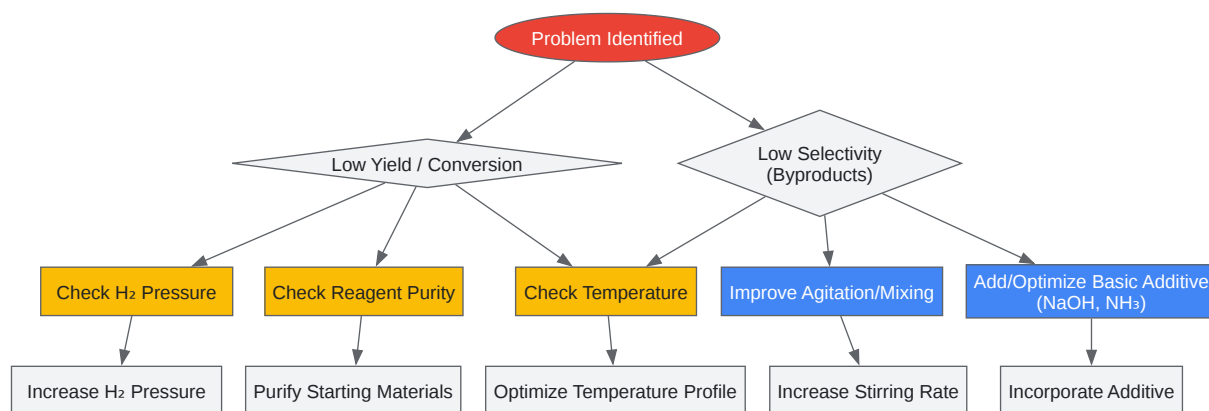 Problem Identified
Low Yield / Conversion
Low Selectivity
(Byproducts)
Check H₂ Pressure
Check Reagent Purity
Check Temperature
Improve Agitation/Mixing
Add/Optimize Basic Additive
(NaOH, NH₃)
Increase H₂ Pressure
Purify Starting Materials
Optimize Temperature Profile
Increase Stirring Rate
Incorporate Additive